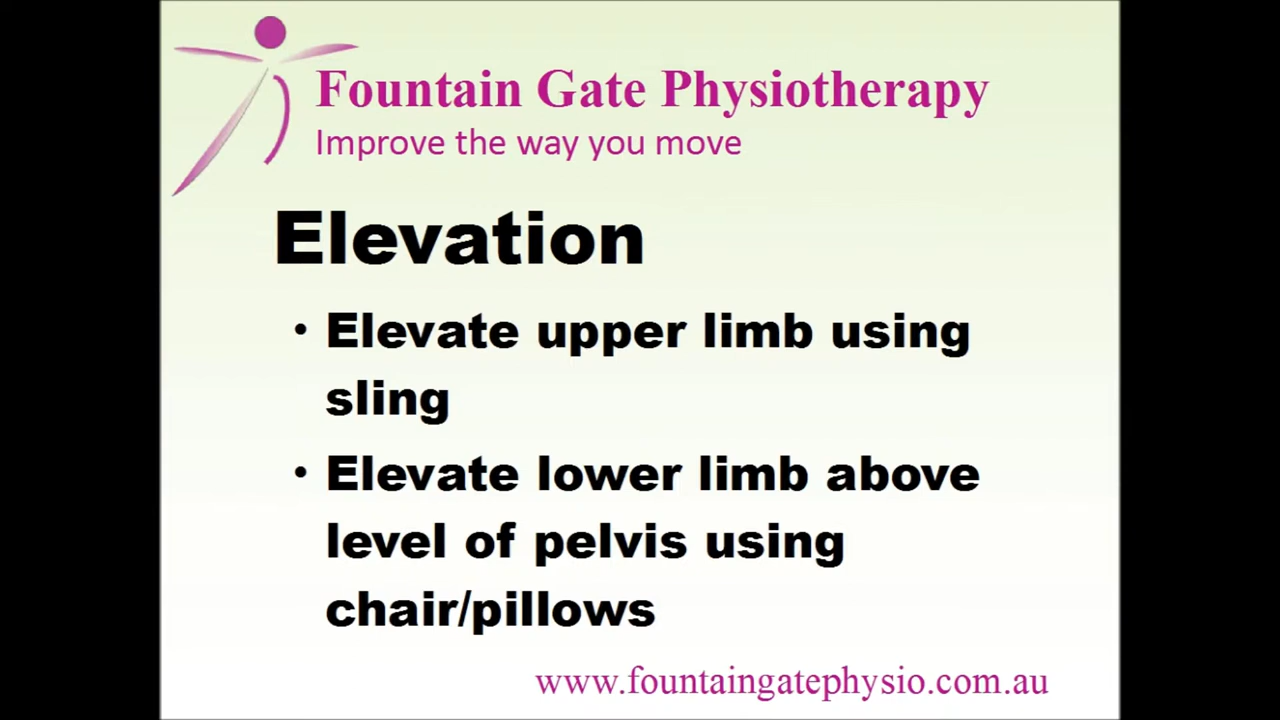 Fountain Gate Physiotherapy
Improve the way you move
Elevation
• Elevate upper limb using
sling
• Elevate lower limb above
level of pelvis using
chair/pillows
www.fountaingatephysio.com.au